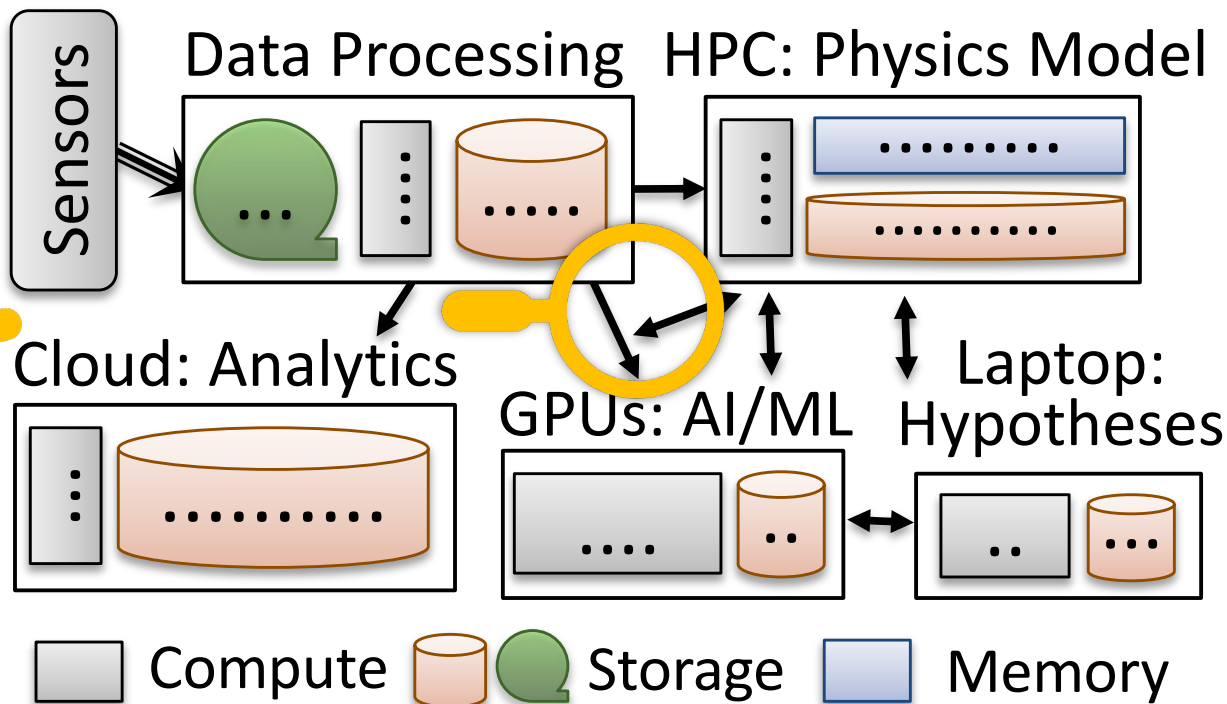 Sensors
Data Processing
HPC: Physics Model
Cloud: Analytics
GPUs: AI/ML
Laptop:
Hypotheses
Compute
Storage
Memory